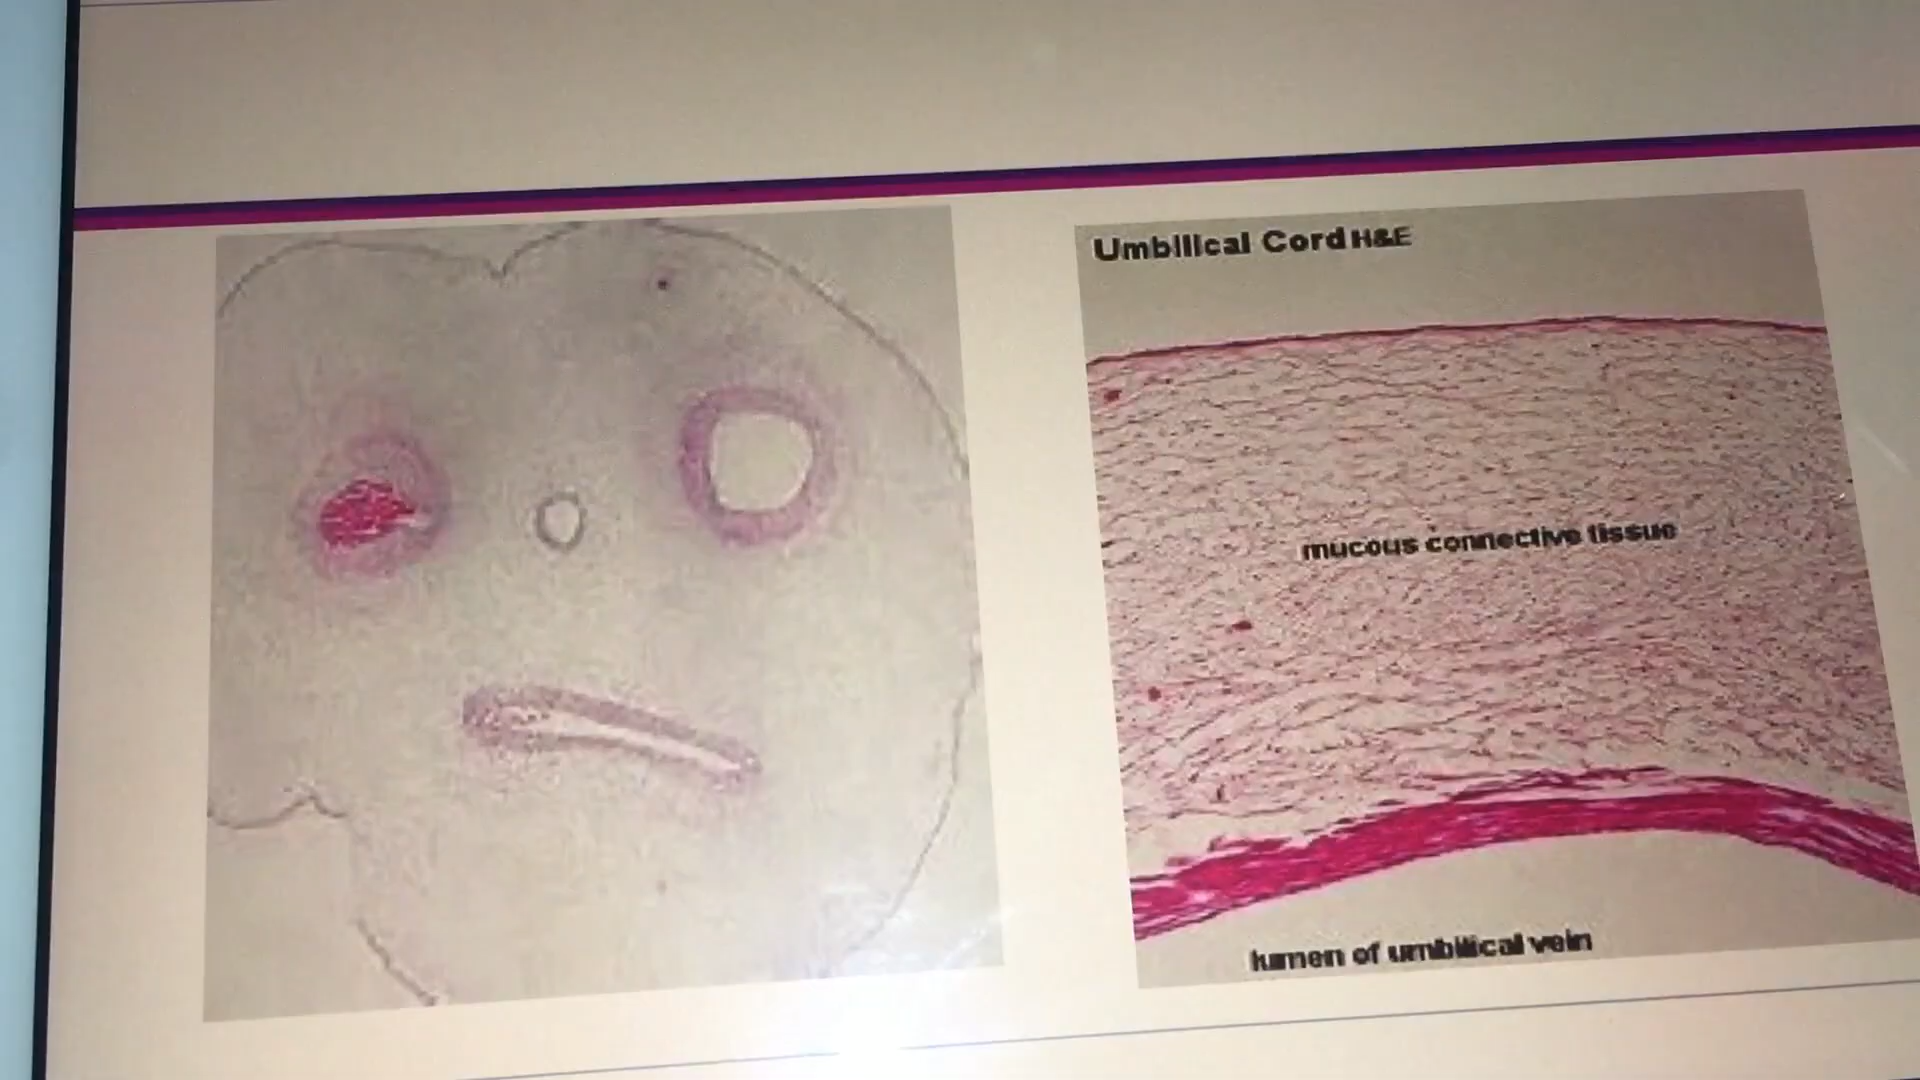 Umbilical Cord H&E
mucous connective tissue
lumen of umbilical vein